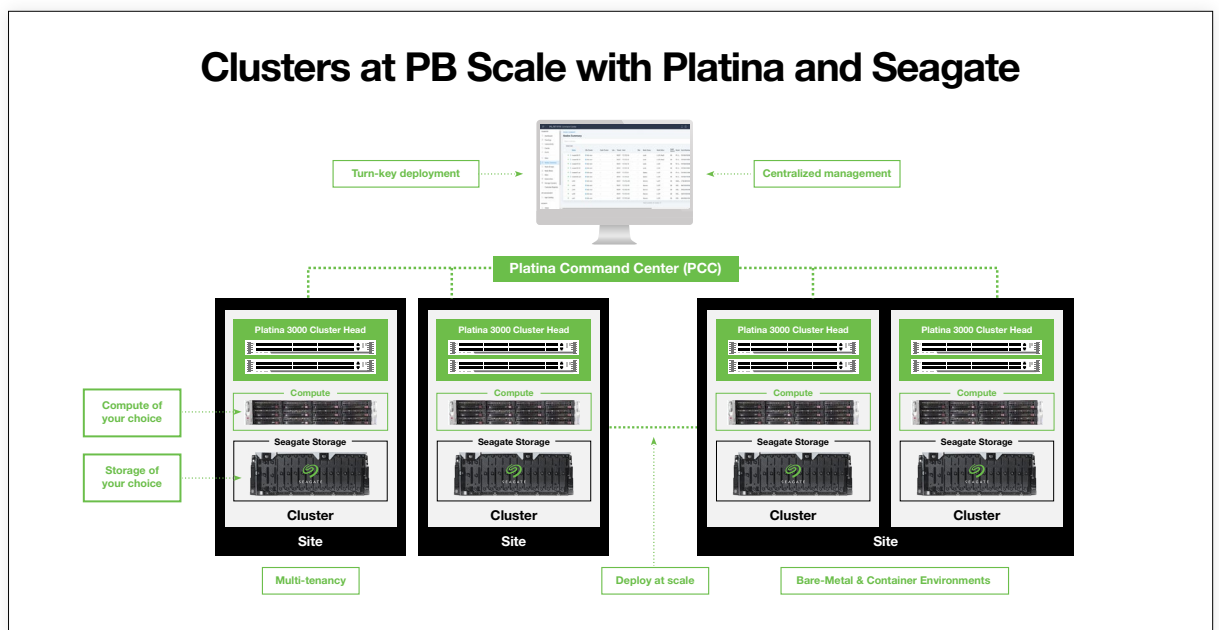 Clusters at PB Scale with Platina and Seagate
Turn-key deployment
Centralized management
Platina Command Center (PCC)
Platina 3000 Cluster Head
Platina 3000 Cluster Head
Platina 3000 Cluster Head
Platina 3000 Cluster Head
Compute of
your choice
Compute
Compute
Compute
Compute
Storage of
your choice
Seagate Storage
Seagate Storage
Seagate Storage
Seagate Storage
SEAGATE
SEAGATE
SEAGATE
SEAGATE
Cluster
Cluster
Cluster
Cluster
Site
Site
Site
Multi-tenancy
Deploy at scale
Bare-Metal & Container Environments